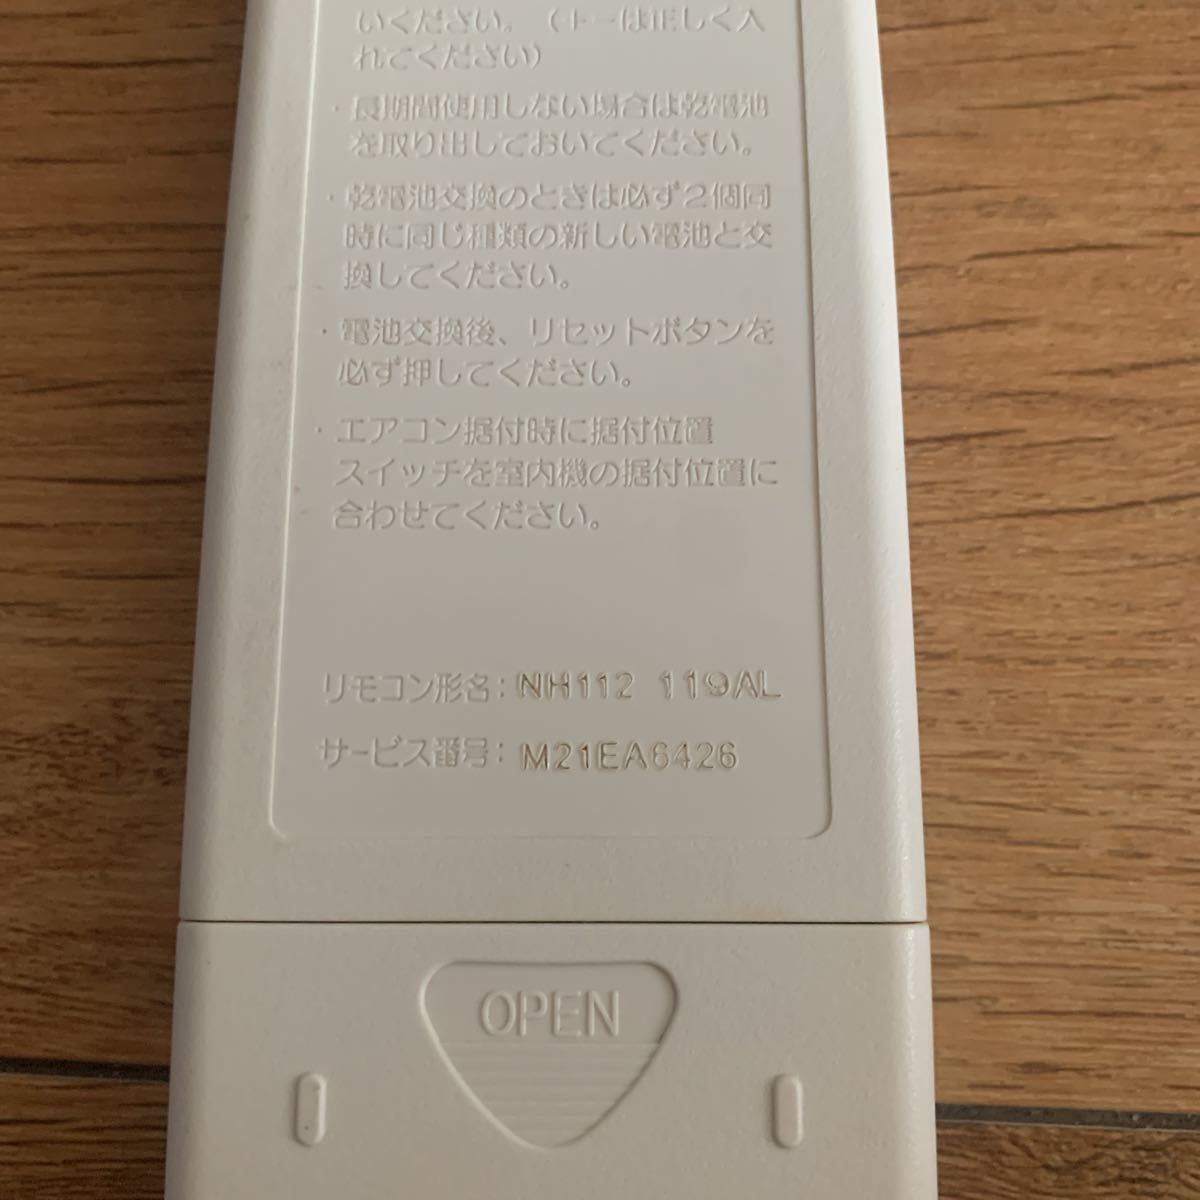 いください。(＋－は正しく入
れてください)
・長期間使用しない場合は乾電池
を取り出しておいてください。
・乾電池交換のときは必ず2個同
時に同じ種類の新しい電池と交
換してください。
・電池交換後、リセットボタンを
必ず押してください。
・エアコン据付時に据付位置
スイッチを室内機の据付位置に
合わせてください。
リモコン形名:NH112 119AL
サービス番号:M21EA6426
OPEN